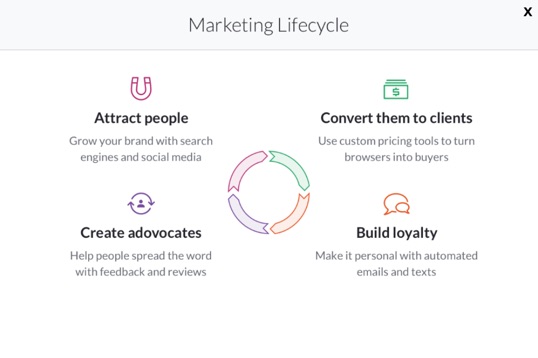 Marketing Lifecycle
X
Attract people
Grow your brand with search
engines and social media
Convert them to clients
Use custom pricing tools to turn
browsers into buyers
Create adovocates
Help people spread the word
with feedback and reviews
Build loyalty
Make it personal with automated
emails and texts